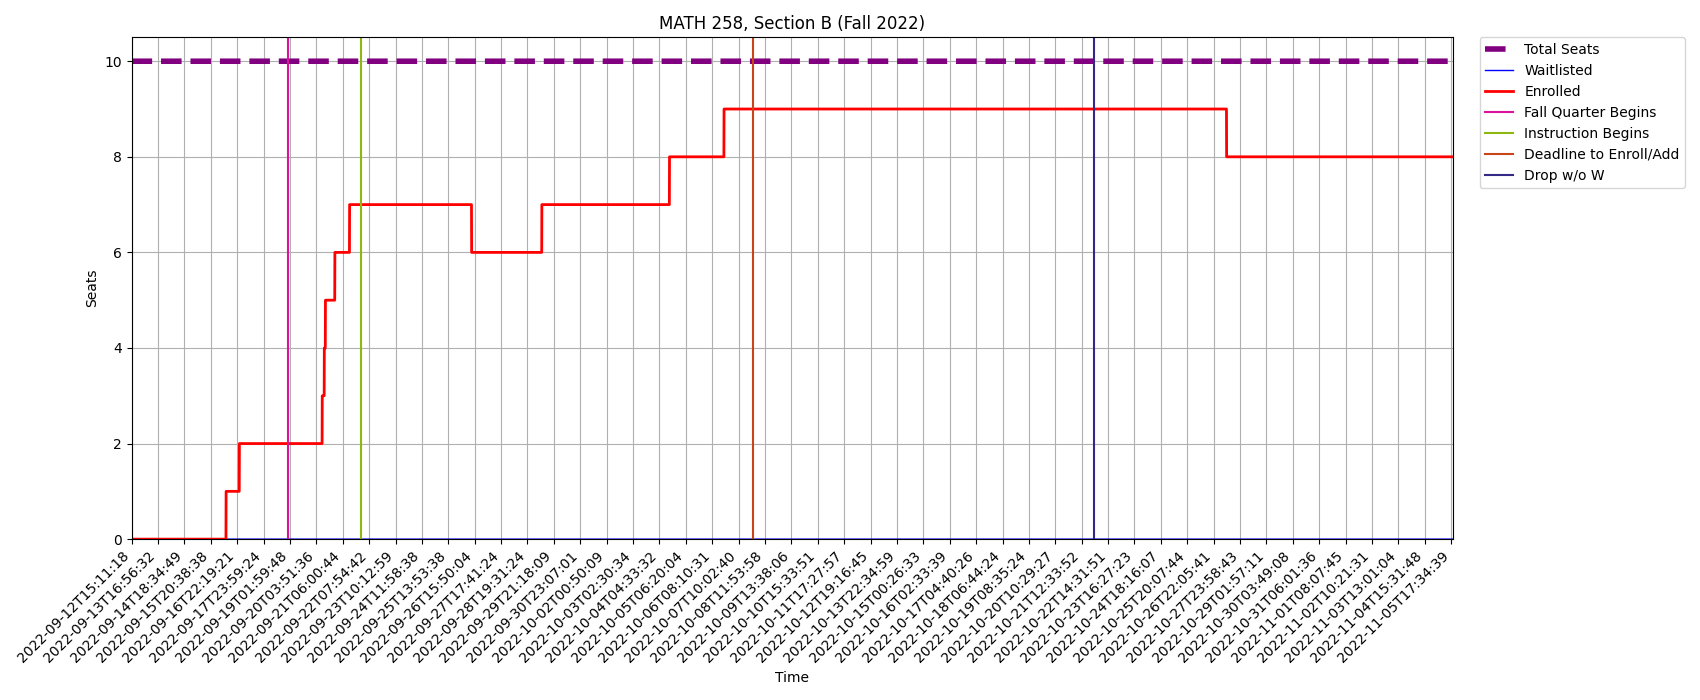 MATH 258, Section B (Fall 2022)
Total Seats
Waitlisted
Enrolled
Fall Quarter Begins
Instruction Begins
Deadline to Enroll/Add
Drop w/o W
Seats
10
8
6
4
2
0
2022-09-12T15:11:18
2022-09-13T16:56:32
2022-09-14T18:34:49
2022-09-15T20:38:38
2022-09-16T22:19:21
2022-09-17T23:59:24
2022-09-19T01:59:48
2022-09-20T03:51:36
2022-09-21T06:00:44
2022-09-22T07:54:42
2022-09-23T10:12:59
2022-09-24T11:58:38
2022-09-25T13:53:38
2022-09-26T15:50:04
2022-09-27T17:41:24
2022-09-28T19:31:24
2022-09-29T21:18:09
2022-09-30T23:07:01
2022-10-02T00:50:09
2022-10-03T02:30:34
2022-10-04T04:33:32
2022-10-05T06:20:04
2022-10-06T08:10:31
2022-10-07T10:02:40
2022-10-08T11:53:58
2022-10-09T13:38:06
2022-10-10T15:33:51
2022-10-11T17:27:57
2022-10-12T19:16:45
2022-10-13T22:34:59
2022-10-15T00:26:33
2022-10-16T02:33:39
2022-10-17T04:40:26
2022-10-18T06:44:24
2022-10-19T08:35:24
2022-10-20T10:29:27
2022-10-21T12:33:52
2022-10-22T14:31:51
2022-10-23T16:27:23
2022-10-24T18:16:07
2022-10-25T20:07:44
2022-10-26T22:05:41
2022-10-27T23:58:43
2022-10-29T01:57:11
2022-10-30T03:49:08
2022-10-31T06:01:36
2022-11-01T08:07:45
2022-11-02T10:21:31
2022-11-03T13:01:04
2022-11-04T15:31:48
2022-11-05T17:34:39
Time